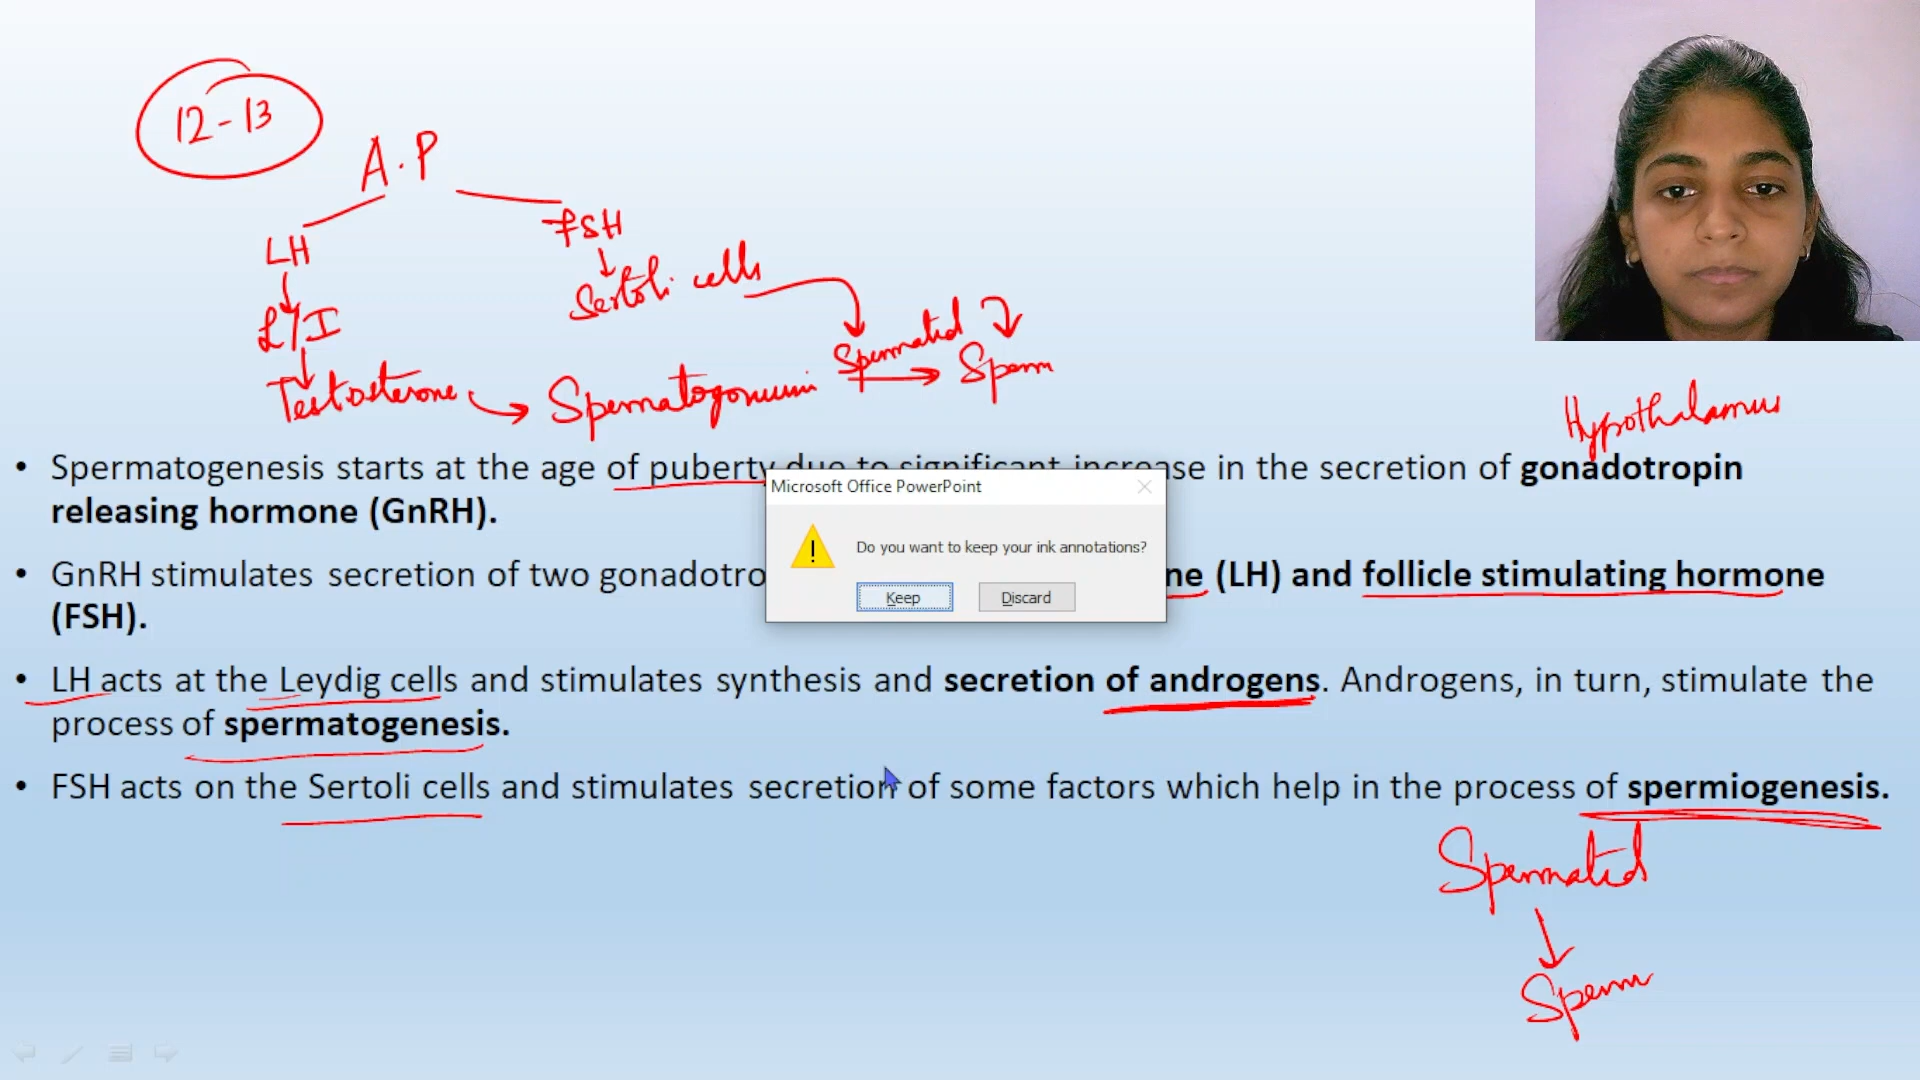 12-13
A.P
LH
FSH
Sertoli cells
L/I
Spermatid
Sperm
Testosterone
Spermatogonium
Hypothalamus
• Spermatogenesis starts at the age of puberty due to significant increase in the secretion of gonadotropin
releasing hormone (GnRH).
Microsoft Office PowerPoint
Do you want to keep your ink annotations?
Keep
Discard
• GnRH stimulates secretion of two gonadotro
ne (LH) and follicle stimulating hormone
(FSH).
• LH acts at the Leydig cells and stimulates synthesis and secretion of androgens. Androgens, in turn, stimulate the
process of spermatogenesis.
• FSH acts on the Sertoli cells and stimulates secretion of some factors which help in the process of spermiogenesis.
Spermatid
Sperm